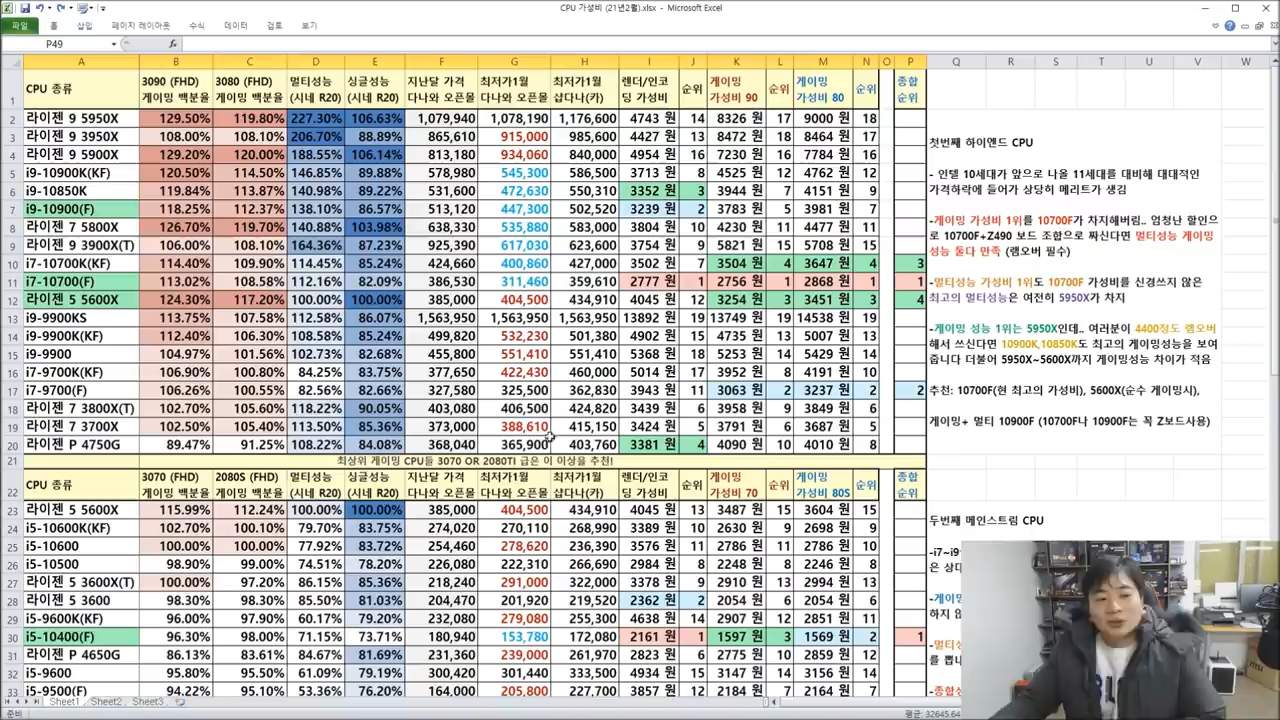 CPU 가성비 (21년2월).xlsx - Microsoft Excel
파일 홈 삽입 페이지 레이아웃 수식 데이터 검토 보기
P49 fx
A B C D E F G H I J K L M N O P Q R S T U V W
1 CPU 종류 3090 (FHD) 게이밍 백분율 3080 (FHD) 게이밍 백분율 멀티성능 (시네 R20) 싱글성능 (시네 R20) 지난달 가격 다나와 오픈몰 최저가1월 다나와 오픈몰 최저가1월 샵다나(카) 렌더/인코딩 가성비 순위 게이밍 가성비 90 순위 게이밍 가성비 80 순위 종합 순위
2 라이젠 9 5950X 129.50% 119.80% 227.30% 106.63% 1,079,940 1,078,190 1,176,600 4743 원 14 8326 원 17 9000 원 18
3 라이젠 9 3950X 108.00% 108.10% 206.70% 88.89% 865,610 915,000 985,600 4427 원 13 8472 원 18 8464 원 17
4 라이젠 9 5900X 129.20% 120.00% 188.55% 106.14% 813,180 934,060 840,000 4954 원 16 7230 원 16 7784 원 16
5 i9-10900K(KF) 120.50% 114.50% 146.85% 89.88% 578,980 545,300 586,500 3713 원 8 4525 원 12 4762 원 12
6 i9-10850K 119.84% 113.87% 140.98% 89.22% 531,600 472,630 550,310 3352 원 3 3944 원 7 4151 원 9
7 i9-10900(F) 118.25% 112.37% 138.10% 86.57% 513,120 447,300 502,520 3239 원 2 3783 원 5 3981 원 7
8 라이젠 7 5800X 126.70% 119.70% 140.88% 103.98% 638,330 535,880 583,000 3804 원 10 4230 원 11 4477 원 11
9 라이젠 9 3900X(T) 106.00% 108.10% 164.36% 87.23% 925,390 617,030 623,600 3754 원 9 5821 원 15 5708 원 15
10 i7-10700K(KF) 114.40% 109.90% 114.45% 85.24% 424,660 400,860 427,000 3502 원 7 3504 원 4 3647 원 4 3
11 i7-10700(F) 113.02% 108.58% 112.16% 82.09% 386,530 311,460 359,610 2777 원 1 2756 원 1 2868 원 1 1
12 라이젠 5 5600X 124.30% 117.20% 100.00% 100.00% 385,000 404,500 434,910 4045 원 12 3254 원 3 3451 원 3 4
13 i9-9900KS 113.75% 107.58% 112.58% 86.07% 1,563,950 1,563,950 1,563,950 13892 원 19 13749 원 19 14538 원 19
14 i9-9900K(KF) 112.40% 106.30% 108.58% 85.24% 501,380 532,230 501,380 4902 원 15 4735 원 13 5007 원 13
15 i9-9900 104.97% 101.56% 102.73% 82.68% 455,800 551,410 551,410 5368 원 18 5253 원 14 5429 원 14
16 i7-9700K(KF) 106.90% 100.80% 84.25% 83.75% 377,650 422,430 460,000 5014 원 17 3952 원 8 4191 원 10
17 i7-9700(F) 106.26% 100.55% 82.56% 82.66% 327,580 325,500 362,830 3943 원 11 3063 원 2 3237 원 2 2
18 라이젠 7 3800X(T) 102.70% 105.60% 118.22% 90.05% 403,080 406,500 424,820 3439 원 6 3958 원 9 3849 원 6
19 라이젠 7 3700X 102.50% 105.40% 113.50% 85.36% 373,000 388,610 415,150 3424 원 5 3791 원 6 3687 원 5
20 라이젠 P 4750G 89.47% 91.25% 108.22% 84.08% 368,040 365,900 403,760 3381 원 4 4090 원 10 4010 원 8
21 최상위 게이밍 CPU들 3070 OR 2080TI 급은 이 이상을 추천!
22 CPU 종류 3070 (FHD) 게이밍 백분율 2080S (FHD) 게이밍 백분율 멀티성능 (시네 R20) 싱글성능 (시네 R20) 지난달 가격 다나와 오픈몰 최저가1월 다나와 오픈몰 최저가1월 샵다나(카) 렌더/인코딩 가성비 순위 게이밍 가성비 70 순위 게이밍 가성비 80S 순위 종합 순위
23 라이젠 5 5600X 115.99% 112.24% 100.00% 100.00% 385,000 404,500 434,910 4045 원 13 3487 원 15 3604 원 15
24 i5-10600K(KF) 102.70% 100.10% 79.70% 83.75% 274,020 270,110 268,990 3389 원 10 2630 원 9 2698 원 9
25 i5-10600 100.00% 100.00% 77.92% 83.72% 254,460 278,620 236,390 3576 원 11 2786 원 11 2786 원 10
26 i5-10500 98.90% 99.00% 74.51% 78.20% 226,080 222,310 266,690 2984 원 8 2248 원 8 2246 원 8
27 라이젠 5 3600X(T) 100.00% 97.20% 86.15% 85.36% 218,240 291,000 322,000 3378 원 9 2910 원 13 2994 원 13
28 라이젠 5 3600 98.30% 97.30% 85.50% 81.03% 204,470 201,920 219,520 2362 원 2 2054 원 6 2054 원 6
29 i5-9600K(KF) 96.00% 97.90% 60.17% 79.20% 232,080 279,080 255,300 4638 원 14 2907 원 12 2851 원 11
30 i5-10400(F) 96.30% 98.00% 71.15% 73.71% 180,940 153,780 172,080 2161 원 1 1597 원 3 1569 원 2 1
31 라이젠 P 4650G 86.13% 83.61% 84.67% 81.69% 231,360 239,000 261,970 2823 원 6 2775 원 10 2859 원 12
32 i5-9600 95.80% 95.50% 61.09% 79.19% 300,420 301,440 333,500 4934 원 15 3147 원 14 3156 원 14
33 i5-9500(F) 94.22% 95.10% 53.36% 76.20% 164,000 205,800 227,700 3857 원 12 2184 원 7 2164 원 7
첫번째 하이엔드 CPU
- 인텔 10세대가 앞으로 나올 11세대를 대비해 대대적인
가격하락에 들어가 상당히 메리트가 생김
-게이밍 가성비 1위를 10700F가 차지해버림.. 엄청난 할인으
로 10700F+Z490 보드 조합으로 짜신다면 멀티성능 게이밍
성능 둘다 만족 (램오버 필수)
-멀티성능 가성비 1위도 10700F 가성비를 신경쓰지 않은
최고의 멀티성능은 여전히 5950X가 차지
-게이밍 성능 1위는 5950X인데.. 여러분이 4400정도 램오버
해서 쓰신다면 10900K,10850K도 최고의 게이밍성능을 보여
줍니다 더불어 5950X~5600X까지 게이밍성능 차이가 적음
추천: 10700F(현 최고의 가성비), 5600X(순수 게이밍시),
게이밍+ 멀티 10900F (10700F나 10900F는 꼭 Z보드사용)
두번째 메인스트림 CPU
-i7~i9
은 상대
-게이
하지 않
-멀티성
를 뽑니
-종합성
Sheet1 Sheet2 Sheet3
준비